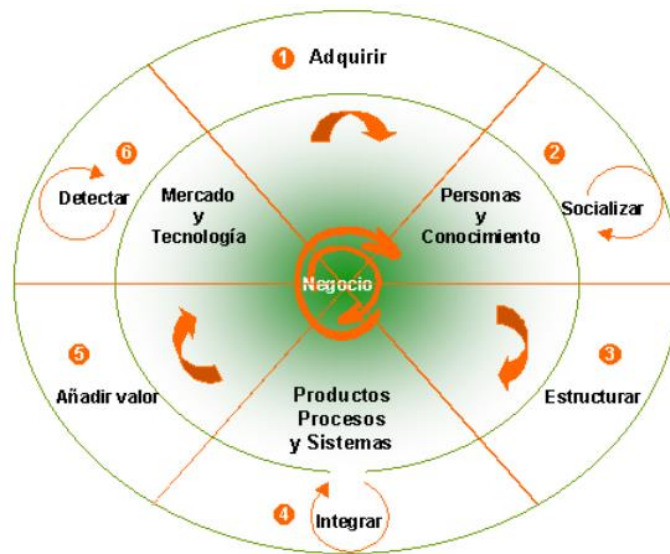 1 Adquirir
6
2
Detectar
Mercado
y
Tecnología
Personas
y
Conocimiento
Socializar
Negocio
5
3
Añadir valor
Productos
Procesos
y Sistemas
Estructurar
4
Integrar